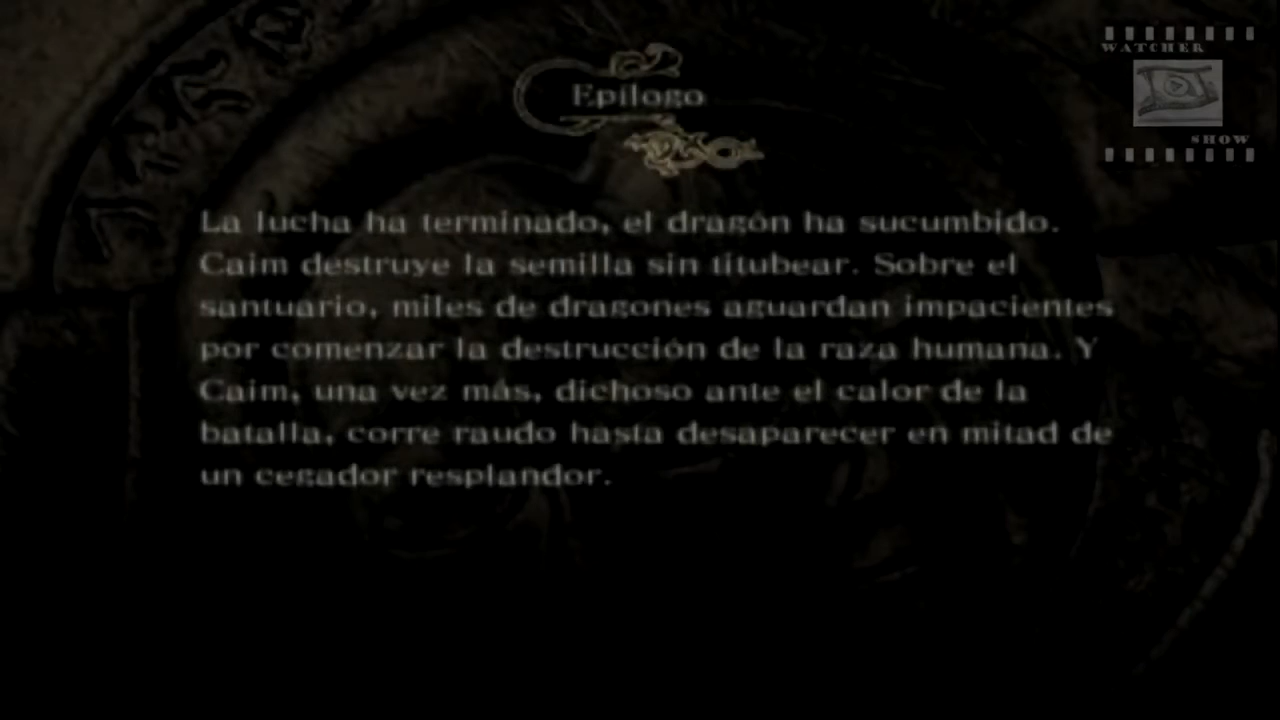 WATCHER
SHOW
Epílogo
La lucha ha terminado, el dragón ha sucumbido.
Caim destruye la semilla sin titubear. Sobre el
santuario, miles de dragones aguardan impacientes
por comenzar la destrucción de la raza humana. Y
Caim, una vez más, dichoso ante el calor de la
batalla, corre raudo hasta desaparecer en mitad de
un cegador resplandor.